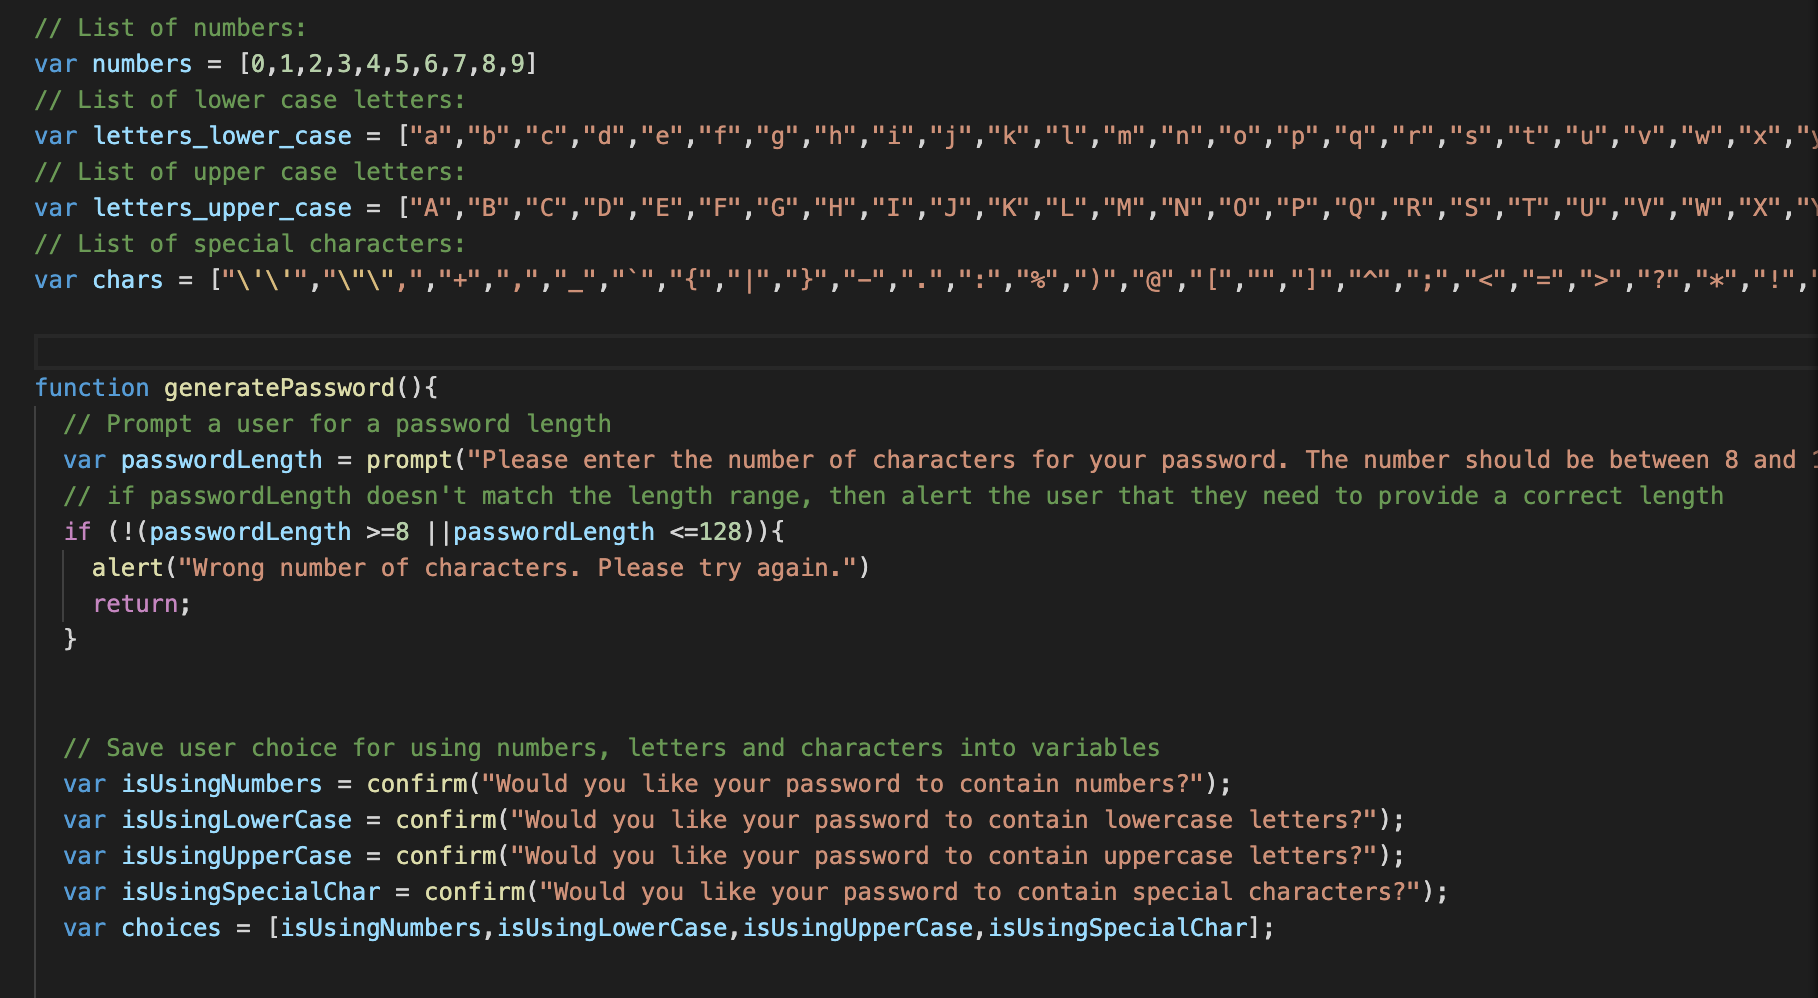 // List of numbers:
var numbers = [0,1,2,3,4,5,6,7,8,9]
// List of lower case letters:
var letters_lower_case = ["a","b","c","d","e","f","g","h","i","j","k","l","m","n","o","p","q","r","s","t","u","v","w","x","y
// List of upper case letters:
var letters_upper_case = ["A","B","C","D","E","F","G","H","I","J","K","L","M","N","O","P","Q","R","S","T","U","V","W","X","Y
// List of special characters:
var chars = ["\'\'","\"\",","+",",","_","`","{","|","}","-",".",":","%",")","@","[","","]","^",";","<","=",">","?","*","!","
function generatePassword(){
// Prompt a user for a password length
var passwordLength = prompt("Please enter the number of characters for your password. The number should be between 8 and 1
// if passwordLength doesn't match the length range, then alert the user that they need to provide a correct length
if (!(passwordLength >=8 ||passwordLength <=128)){
alert("Wrong number of characters. Please try again.")
return;
}
// Save user choice for using numbers, letters and characters into variables
var isUsingNumbers = confirm("Would you like your password to contain numbers?");
var isUsingLowerCase = confirm("Would you like your password to contain lowercase letters?");
var isUsingUpperCase = confirm("Would you like your password to contain uppercase letters?");
var isUsingSpecialChar = confirm("Would you like your password to contain special characters?");
var choices = [isUsingNumbers,isUsingLowerCase,isUsingUpperCase,isUsingSpecialChar];